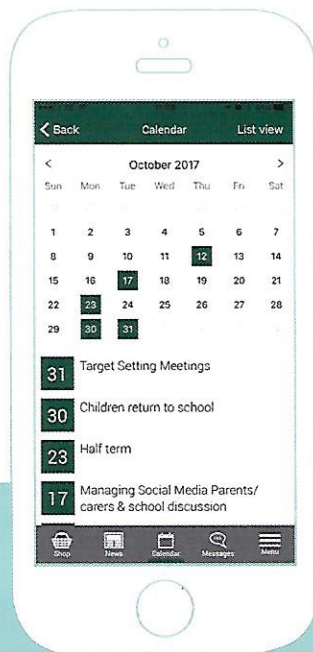 Back Calendar List view
< October 2017 >
Sun Mon Tue Wed Thu Fri Sat
1 2 3 4 5 6 7
8 9 10 11 12 13 14
15 16 17 18 19 20 21
22 23 24 25 26 27 28
29 30 31
31 Target Setting Meetings
30 Children return to school
23 Half term
17 Managing Social Media Parents/
carers & school discussion
Shop News Calendar Messages Menu